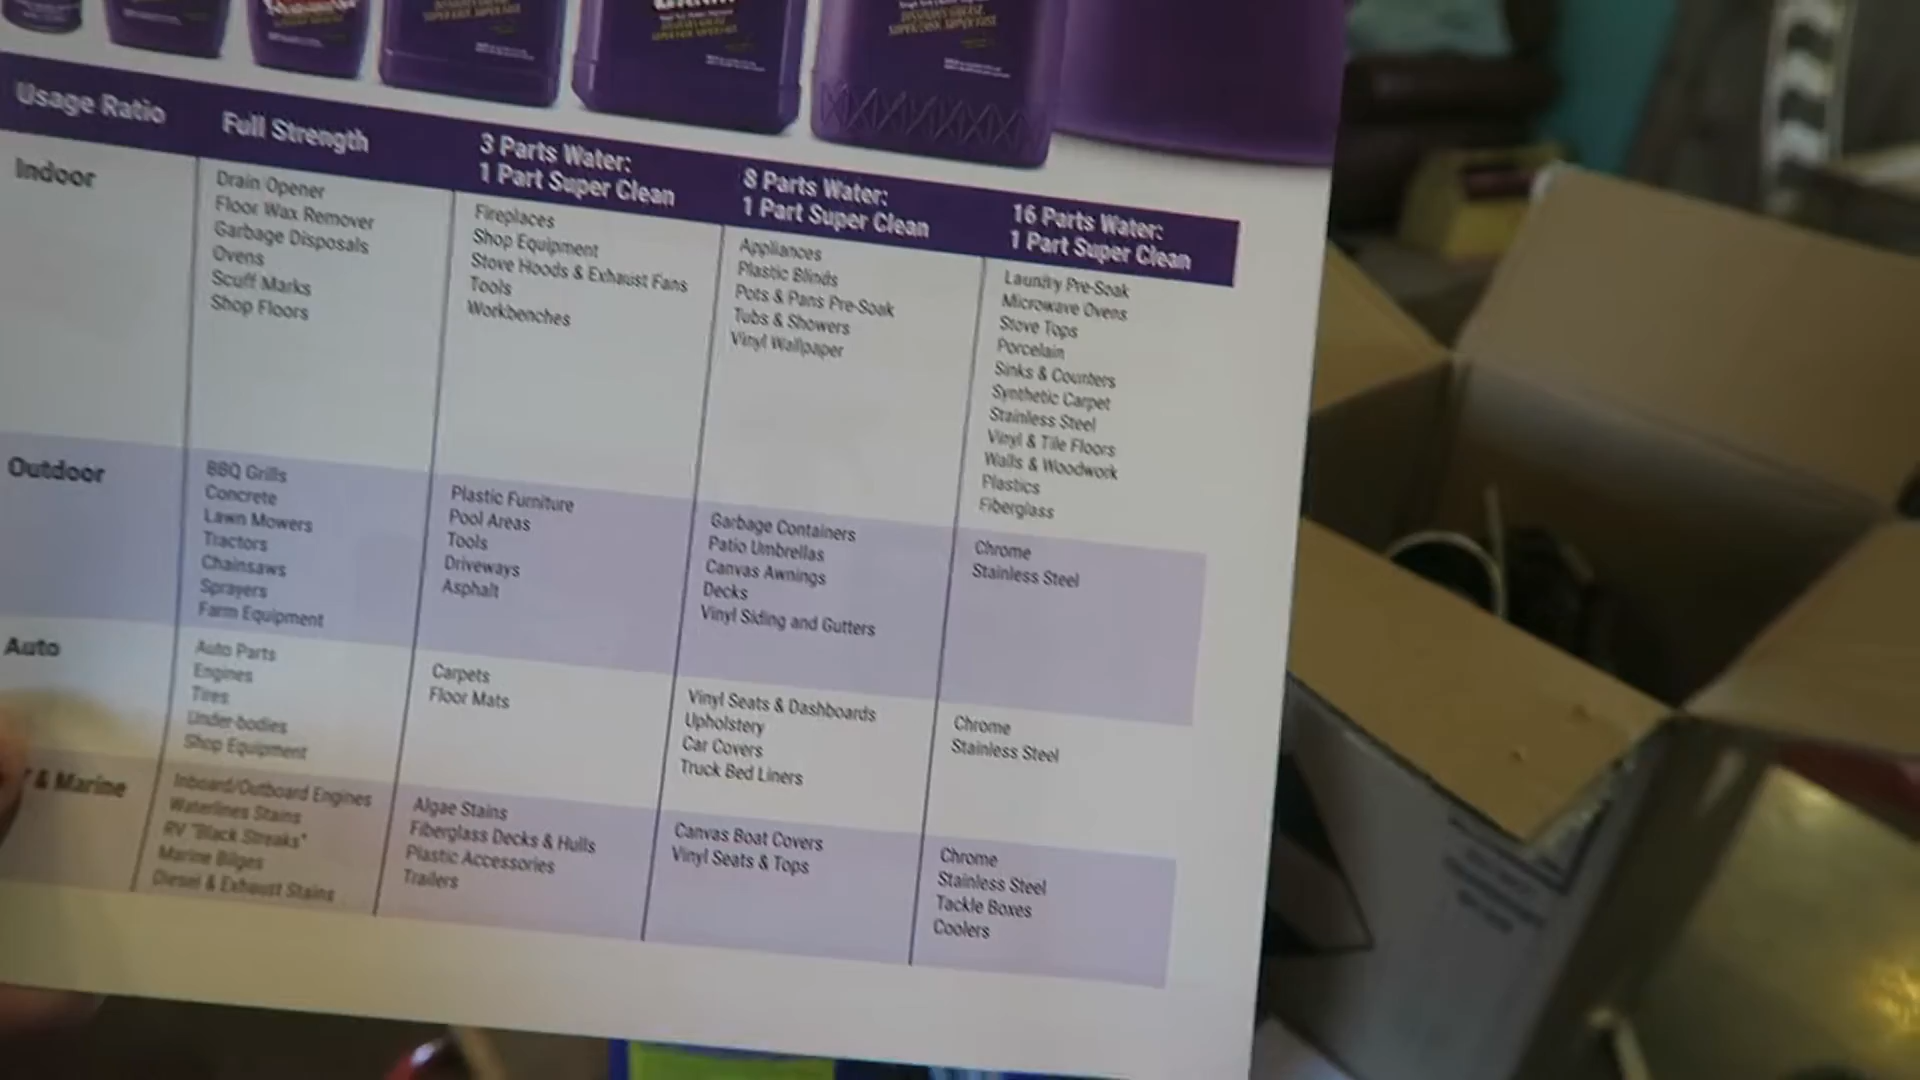 SUPER CLEAN SUPER FAST
Usage Ratio
Full Strength
3 Parts Water:
1 Part Super Clean
8 Parts Water:
1 Part Super Clean
16 Parts Water:
1 Part Super Clean
Indoor
Drain Opener
Floor Wax Remover
Garbage Disposals
Ovens
Scuff Marks
Shop Floors
Fireplaces
Shop Equipment
Stove Hoods & Exhaust Fans
Tools
Workbenches
Appliances
Plastic Blinds
Pots & Pans Pre-Soak
Tubs & Showers
Vinyl Wallpaper
Laundry Pre-Soak
Microwave Ovens
Stove Tops
Porcelain
Sinks & Counters
Synthetic Carpet
Stainless Steel
Vinyl & Tile Floors
Walls & Woodwork
Plastics
Fiberglass
Outdoor
BBQ Grills
Concrete
Lawn Mowers
Tractors
Chainsaws
Sprayers
Farm Equipment
Plastic Furniture
Pool Areas
Tools
Driveways
Asphalt
Garbage Containers
Patio Umbrellas
Canvas Awnings
Decks
Vinyl Siding and Gutters
Chrome
Stainless Steel
Auto
Auto Parts
Engines
Tires
Under-bodies
Shop Equipment
Carpets
Floor Mats
Vinyl Seats & Dashboards
Upholstery
Car Covers
Truck Bed Liners
Chrome
Stainless Steel
& Marine
Inboard/Outboard Engines
Waterlines Stains
RV "Black Streaks"
Marine Bilges
Diesel & Exhaust Stains
Algae Stains
Fiberglass Decks & Hulls
Plastic Accessories
Trailers
Canvas Boat Covers
Vinyl Seats & Tops
Chrome
Stainless Steel
Tackle Boxes
Coolers